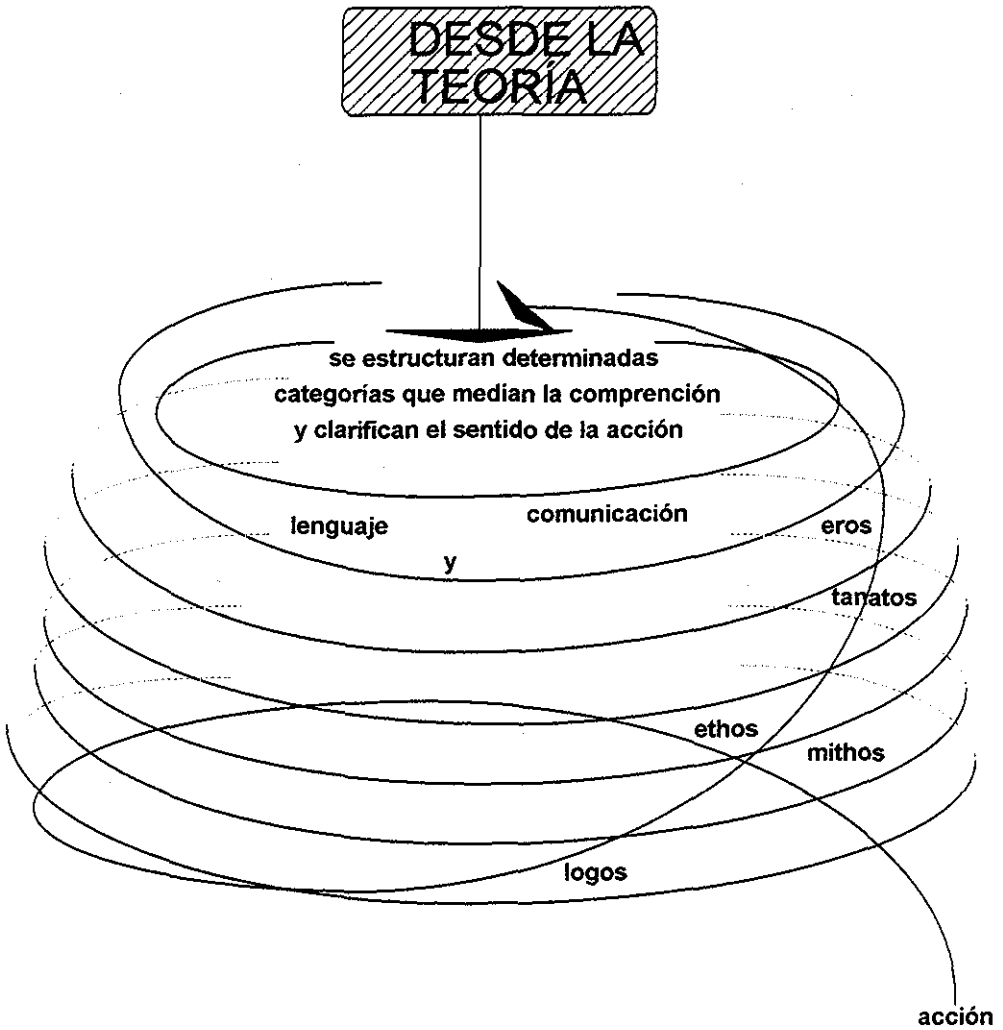 DESDE LA
TEORÍA
se estructuran determinadas
categorías que median la comprención
y clarifican el sentido de la acción
lenguaje
comunicación
eros
y
tanatos
ethos
mithos
logos
acción